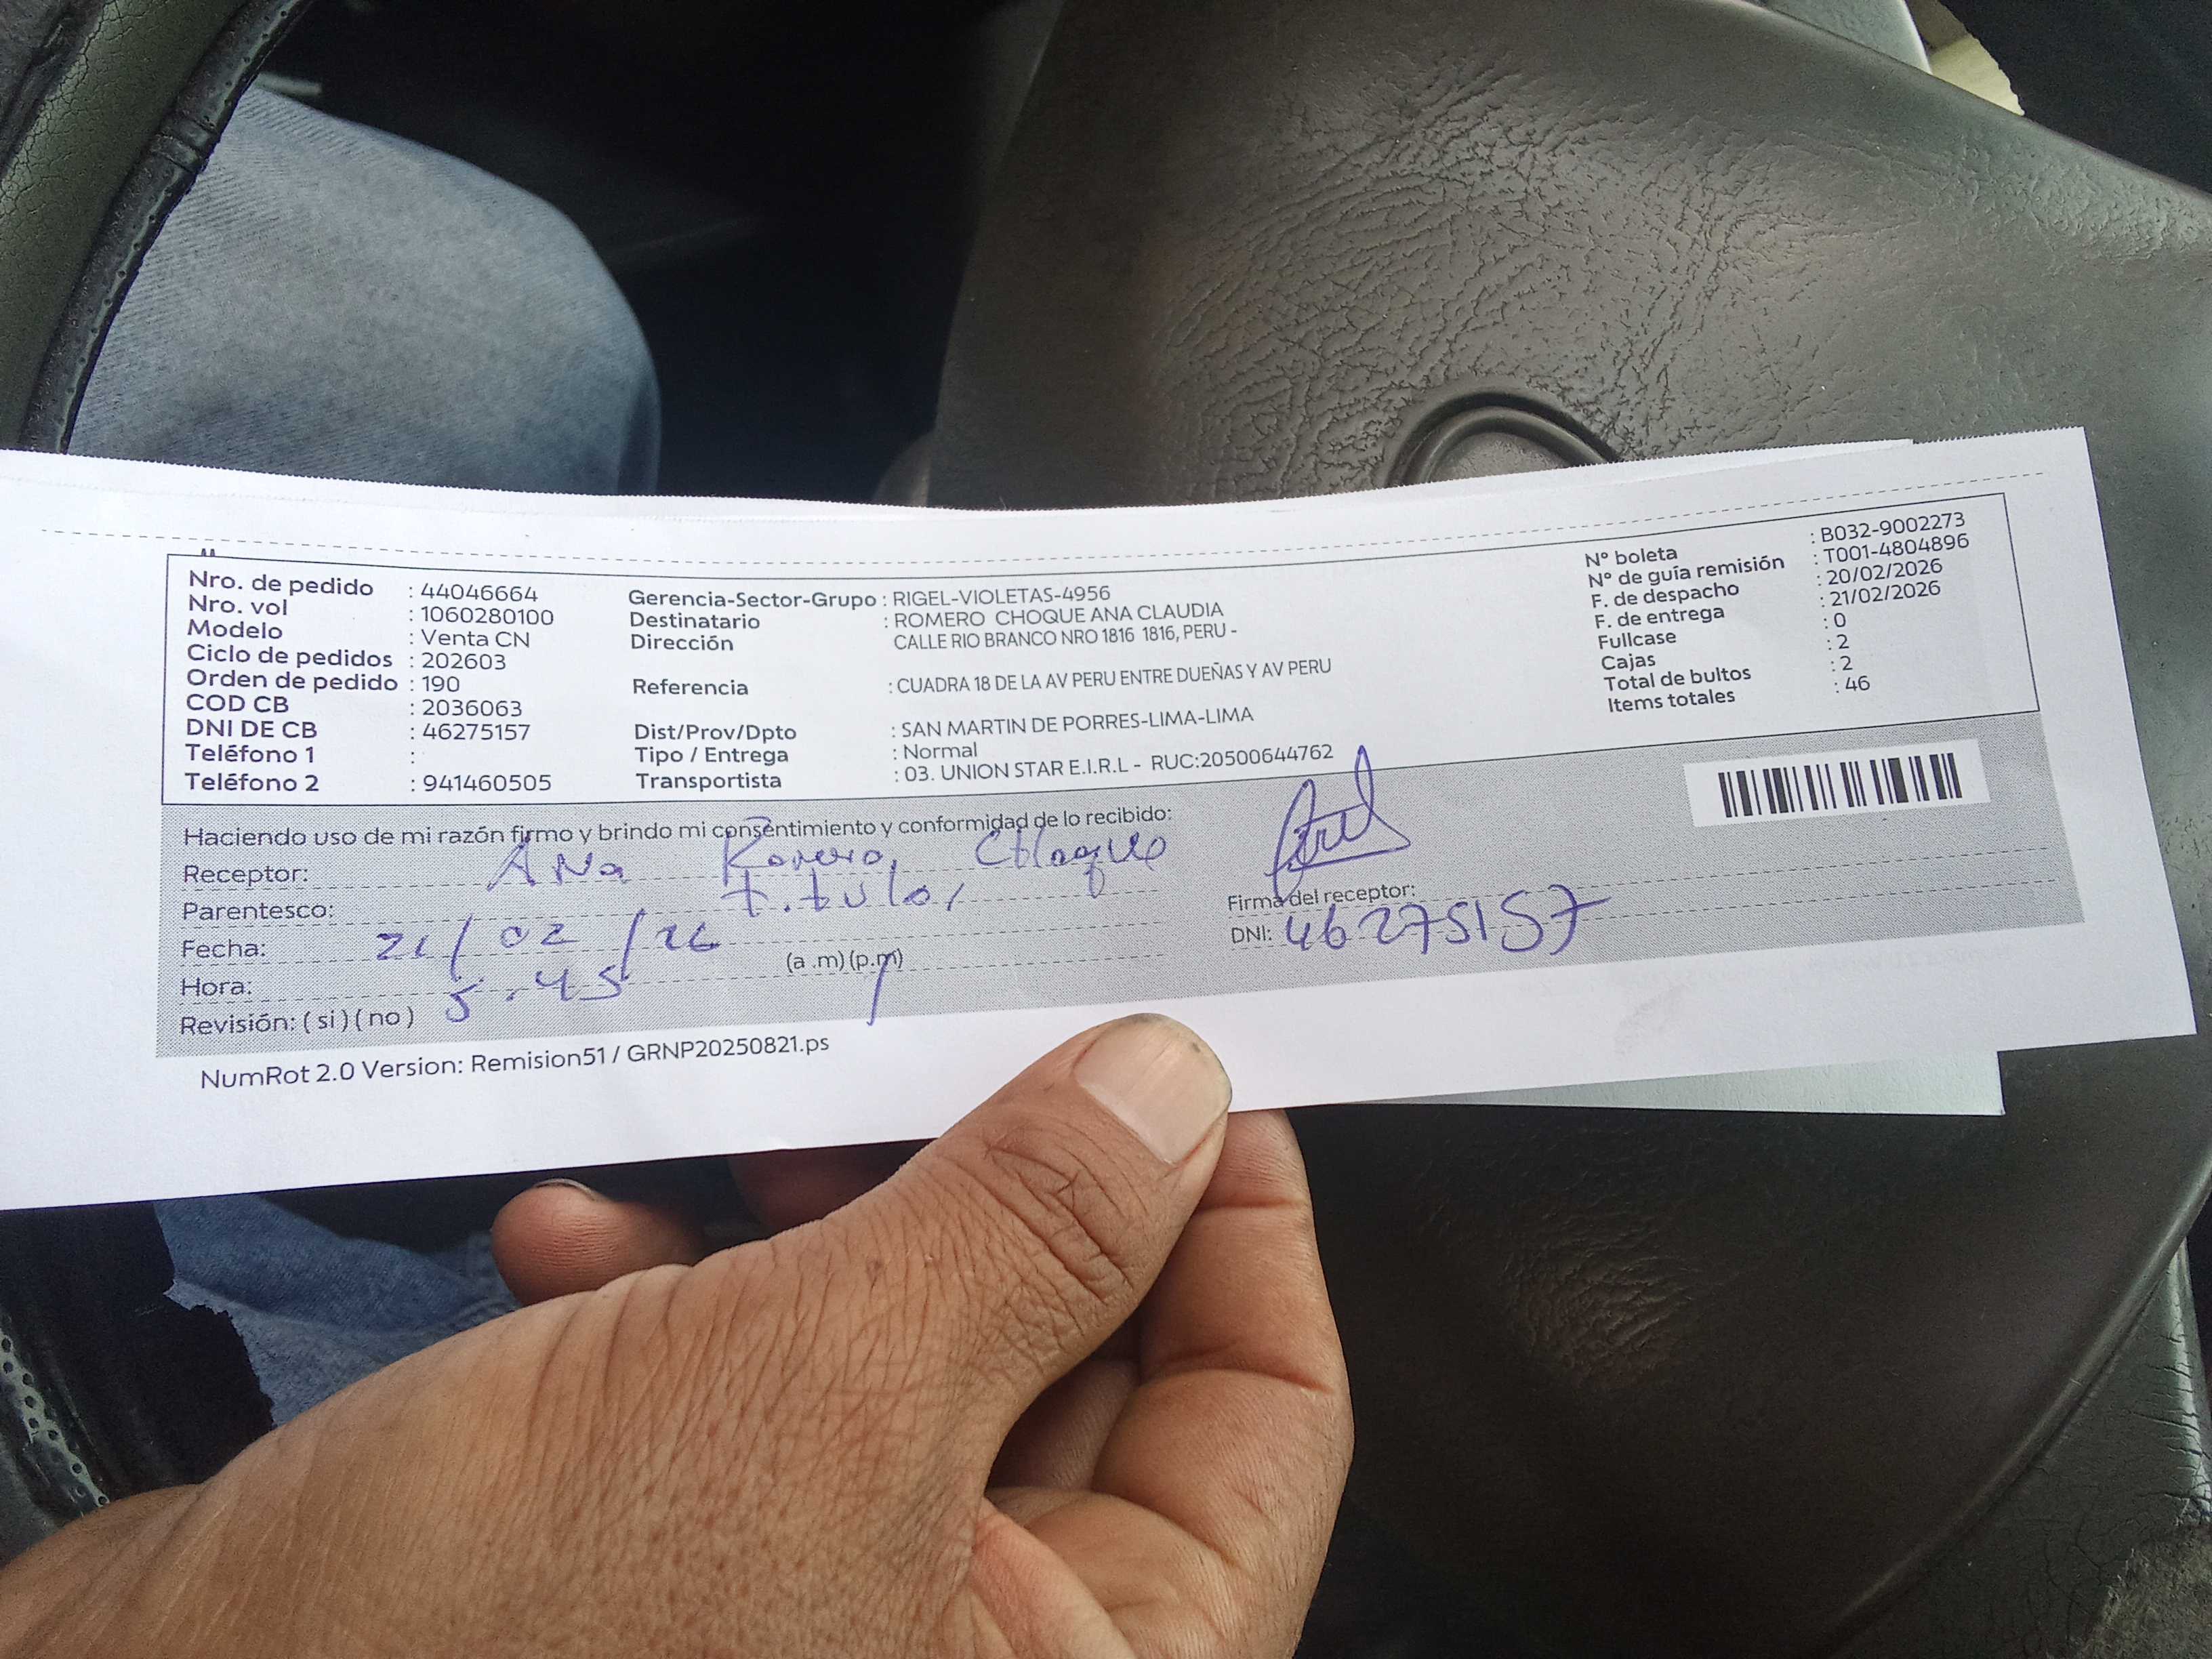 Nro. de pedido : 44046664
Nro. vol : 1060280100
Modelo : Venta CN
Ciclo de pedidos : 202603
Orden de pedido : 190
COD CB : 2036063
DNI DE CB : 46275157
Teléfono 1 :
Teléfono 2 : 941460505
Gerencia-Sector-Grupo : RIGEL-VIOLETAS-4956
Destinatario : ROMERO CHOQUE ANA CLAUDIA
Dirección CALLE RIO BRANCO NRO 1816 1816, PERU -
Referencia : CUADRA 18 DE LA AV PERU ENTRE DUEÑAS Y AV PERU
Dist/Prov/Dpto : SAN MARTIN DE PORRES-LIMA-LIMA
Tipo / Entrega : Normal
Transportista : 03. UNION STAR E.I.R.L - RUC:20500644762
N° boleta : B032-9002273
N° de guía remisión : T001-4804896
F. de despacho : 20/02/2026
F. de entrega : 21/02/2026
Fullcase : 0
Cajas : 2
Total de bultos : 2
Items totales : 46
Haciendo uso de mi razón firmo y brindo mi consentimiento y conformidad de lo recibido:
Receptor: Ana Romero Choque
Parentesco: titular
Fecha: 21/02/26
Hora: 5.45 (a .m) (p.m)
Revisión: ( si ) ( no )
Firma del receptor:
DNI: 46275157
NumRot 2.0 Version: Remision51 / GRNP20250821.ps